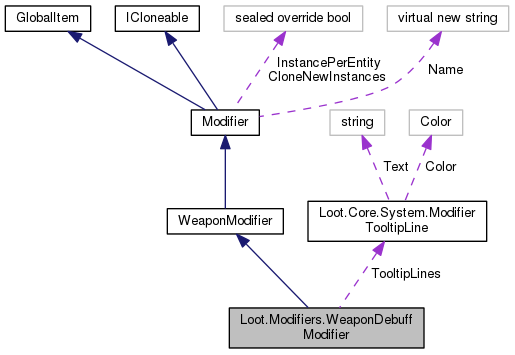 GlobalItem
ICloneable
sealed override bool
virtual new string
InstancePerEntity
CloneNewInstances
Name
Modifier
string
Color
Text
Color
WeaponModifier
Loot.Core.System.Modifier
TooltipLine
TooltipLines
Loot.Modifiers.WeaponDebuff
Modifier